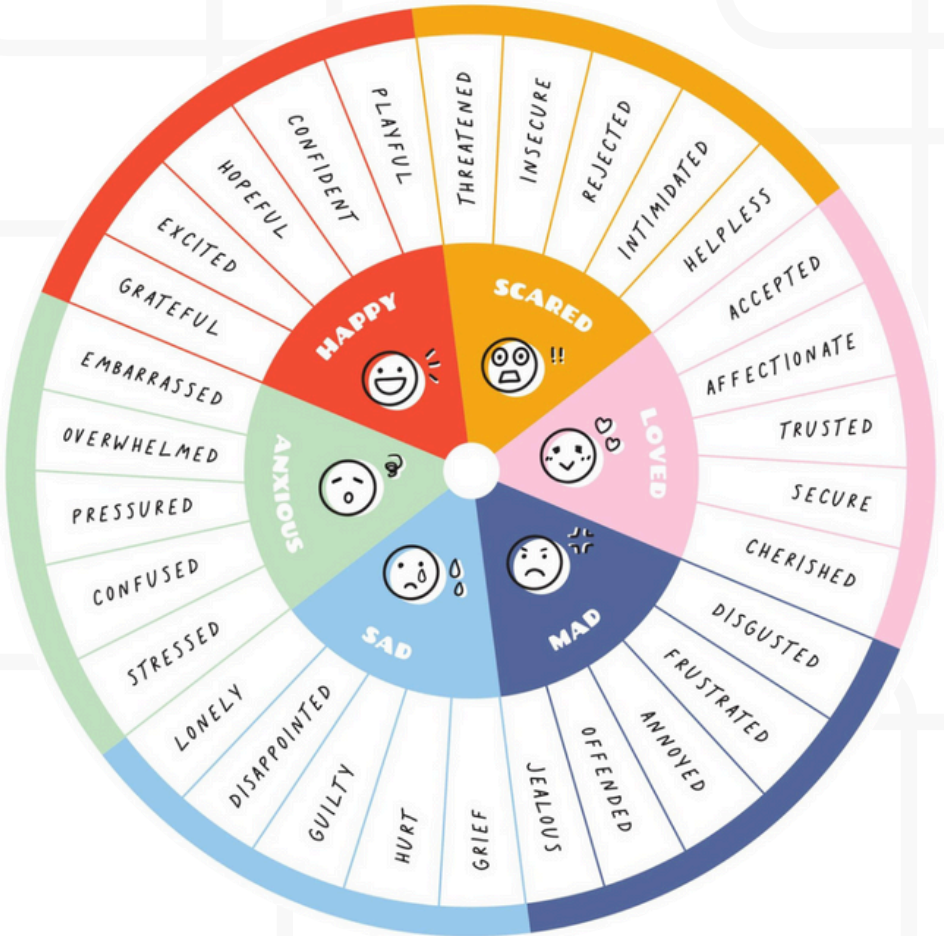 HAPPY
PLAYFUL
CONFIDENT
HOPEFUL
EXCITED
GRATEFUL
SCARED
THREATENED
INSECURE
REJECTED
INTIMIDATED
HELPLESS
!!
LOVED
ACCEPTED
AFFECTIONATE
TRUSTED
SECURE
CHERISHED
MAD
DISGUSTED
FRUSTRATED
ANNOYED
OFFENDED
JEALOUS
SAD
GRIEF
HURT
GUILTY
DISAPPOINTED
LONELY
ANXIOUS
STRESSED
CONFUSED
PRESSURED
OVERWHELMED
EMBARRASSED